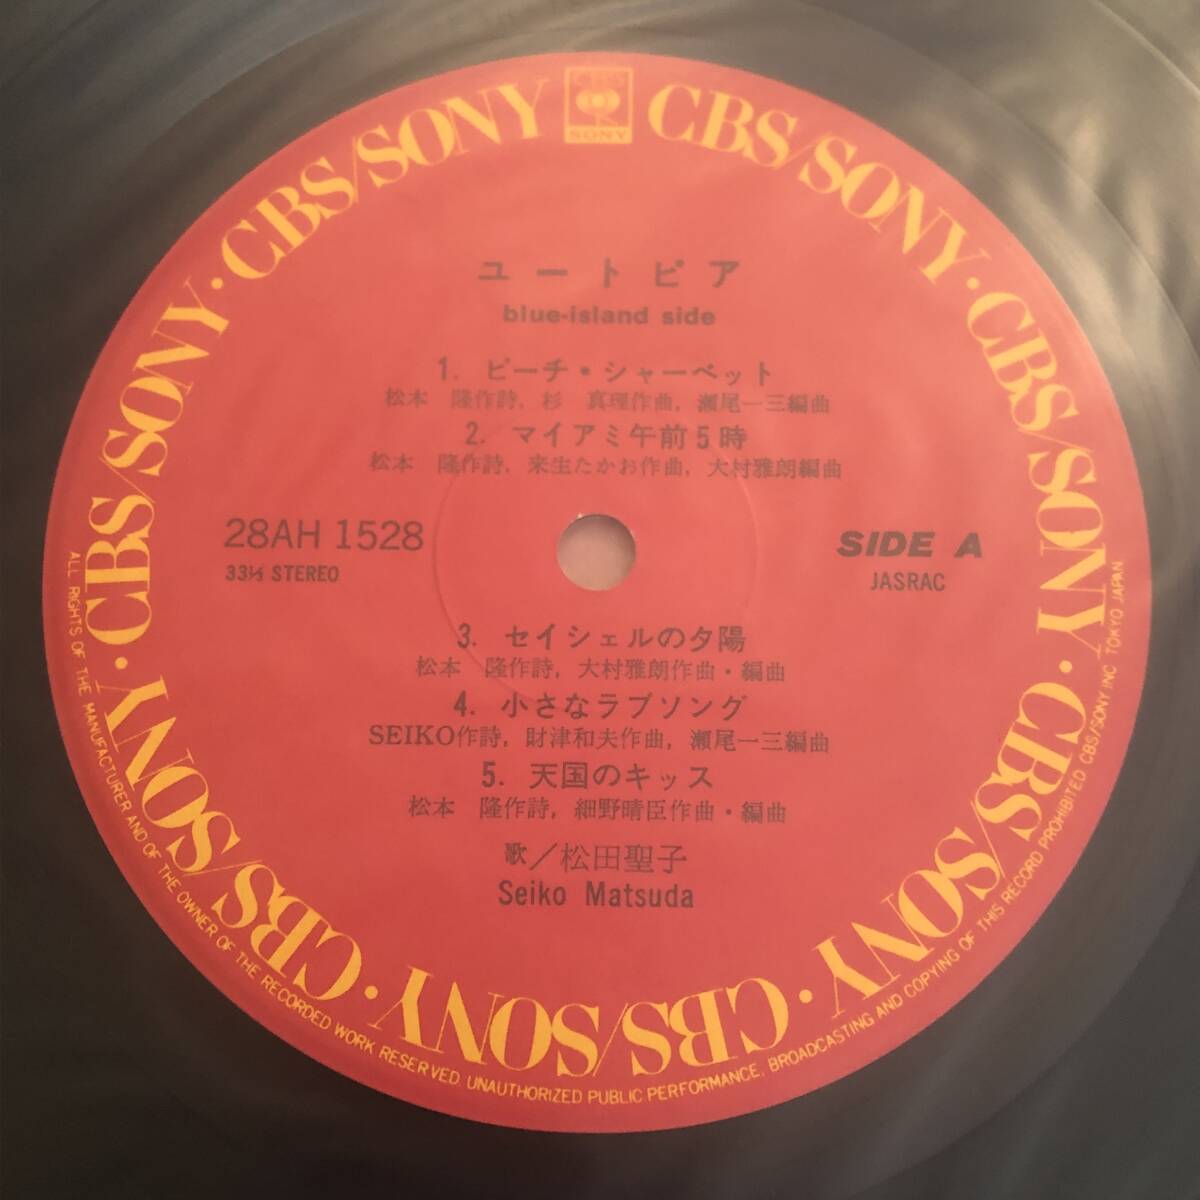 CBS/SONY · CBS/SONY · CBS/SONY · CBS/SONY · CBS/SONY · CBS/SONY · CBS/SONY · CBS/SONY
SONY
ユートピア
blue-island side
1. ピーチ・シャーベット
松本 隆作詩, 杉 真理作曲, 瀬尾一三編曲
2. マイアミ午前5時
松本 隆作詩, 来生たかお作曲, 大村雅朗編曲
28AH 1528
33⅓ STEREO
SIDE A
JASRAC
3. セイシェルの夕陽
松本 隆作詩, 大村雅朗作曲・編曲
4. 小さなラブソング
SEIKO作詩, 財津和夫作曲, 瀬尾一三編曲
5. 天国のキッス
松本 隆作詩, 細野晴臣作曲・編曲
歌／松田聖子
Seiko Matsuda
ALL RIGHTS OF THE MANUFACTURER AND OF THE OWNER OF THE RECORDED WORK RESERVED. UNAUTHORIZED PUBLIC PERFORMANCE, BROADCASTING AND COPYING OF THIS RECORD PROHIBITED CBS/SONY INC. TOKYO JAPAN